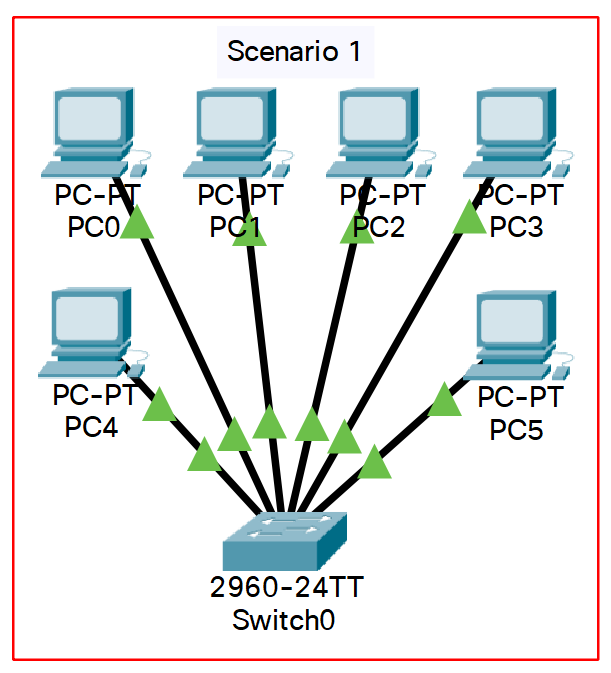 Scenario 1
PC-PT
PC0
PC-PT
PC1
PC-PT
PC2
PC-PT
PC3
PC-PT
PC4
PC-PT
PC5
2960-24TT
Switch0